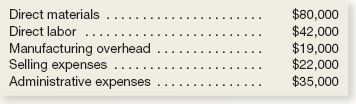 Direct materials . . . . . . . . . . . . . . . . . . . . . . . $80,000
Direct labor . . . . . . . . . . . . . . . . . . . . . . . . . . $42,000
Manufacturing overhead . . . . . . . . . . . . . . . $19,000
Selling expenses . . . . . . . . . . . . . . . . . . . . . . $22,000
Administrative expenses . . . . . . . . . . . . . . . $35,000